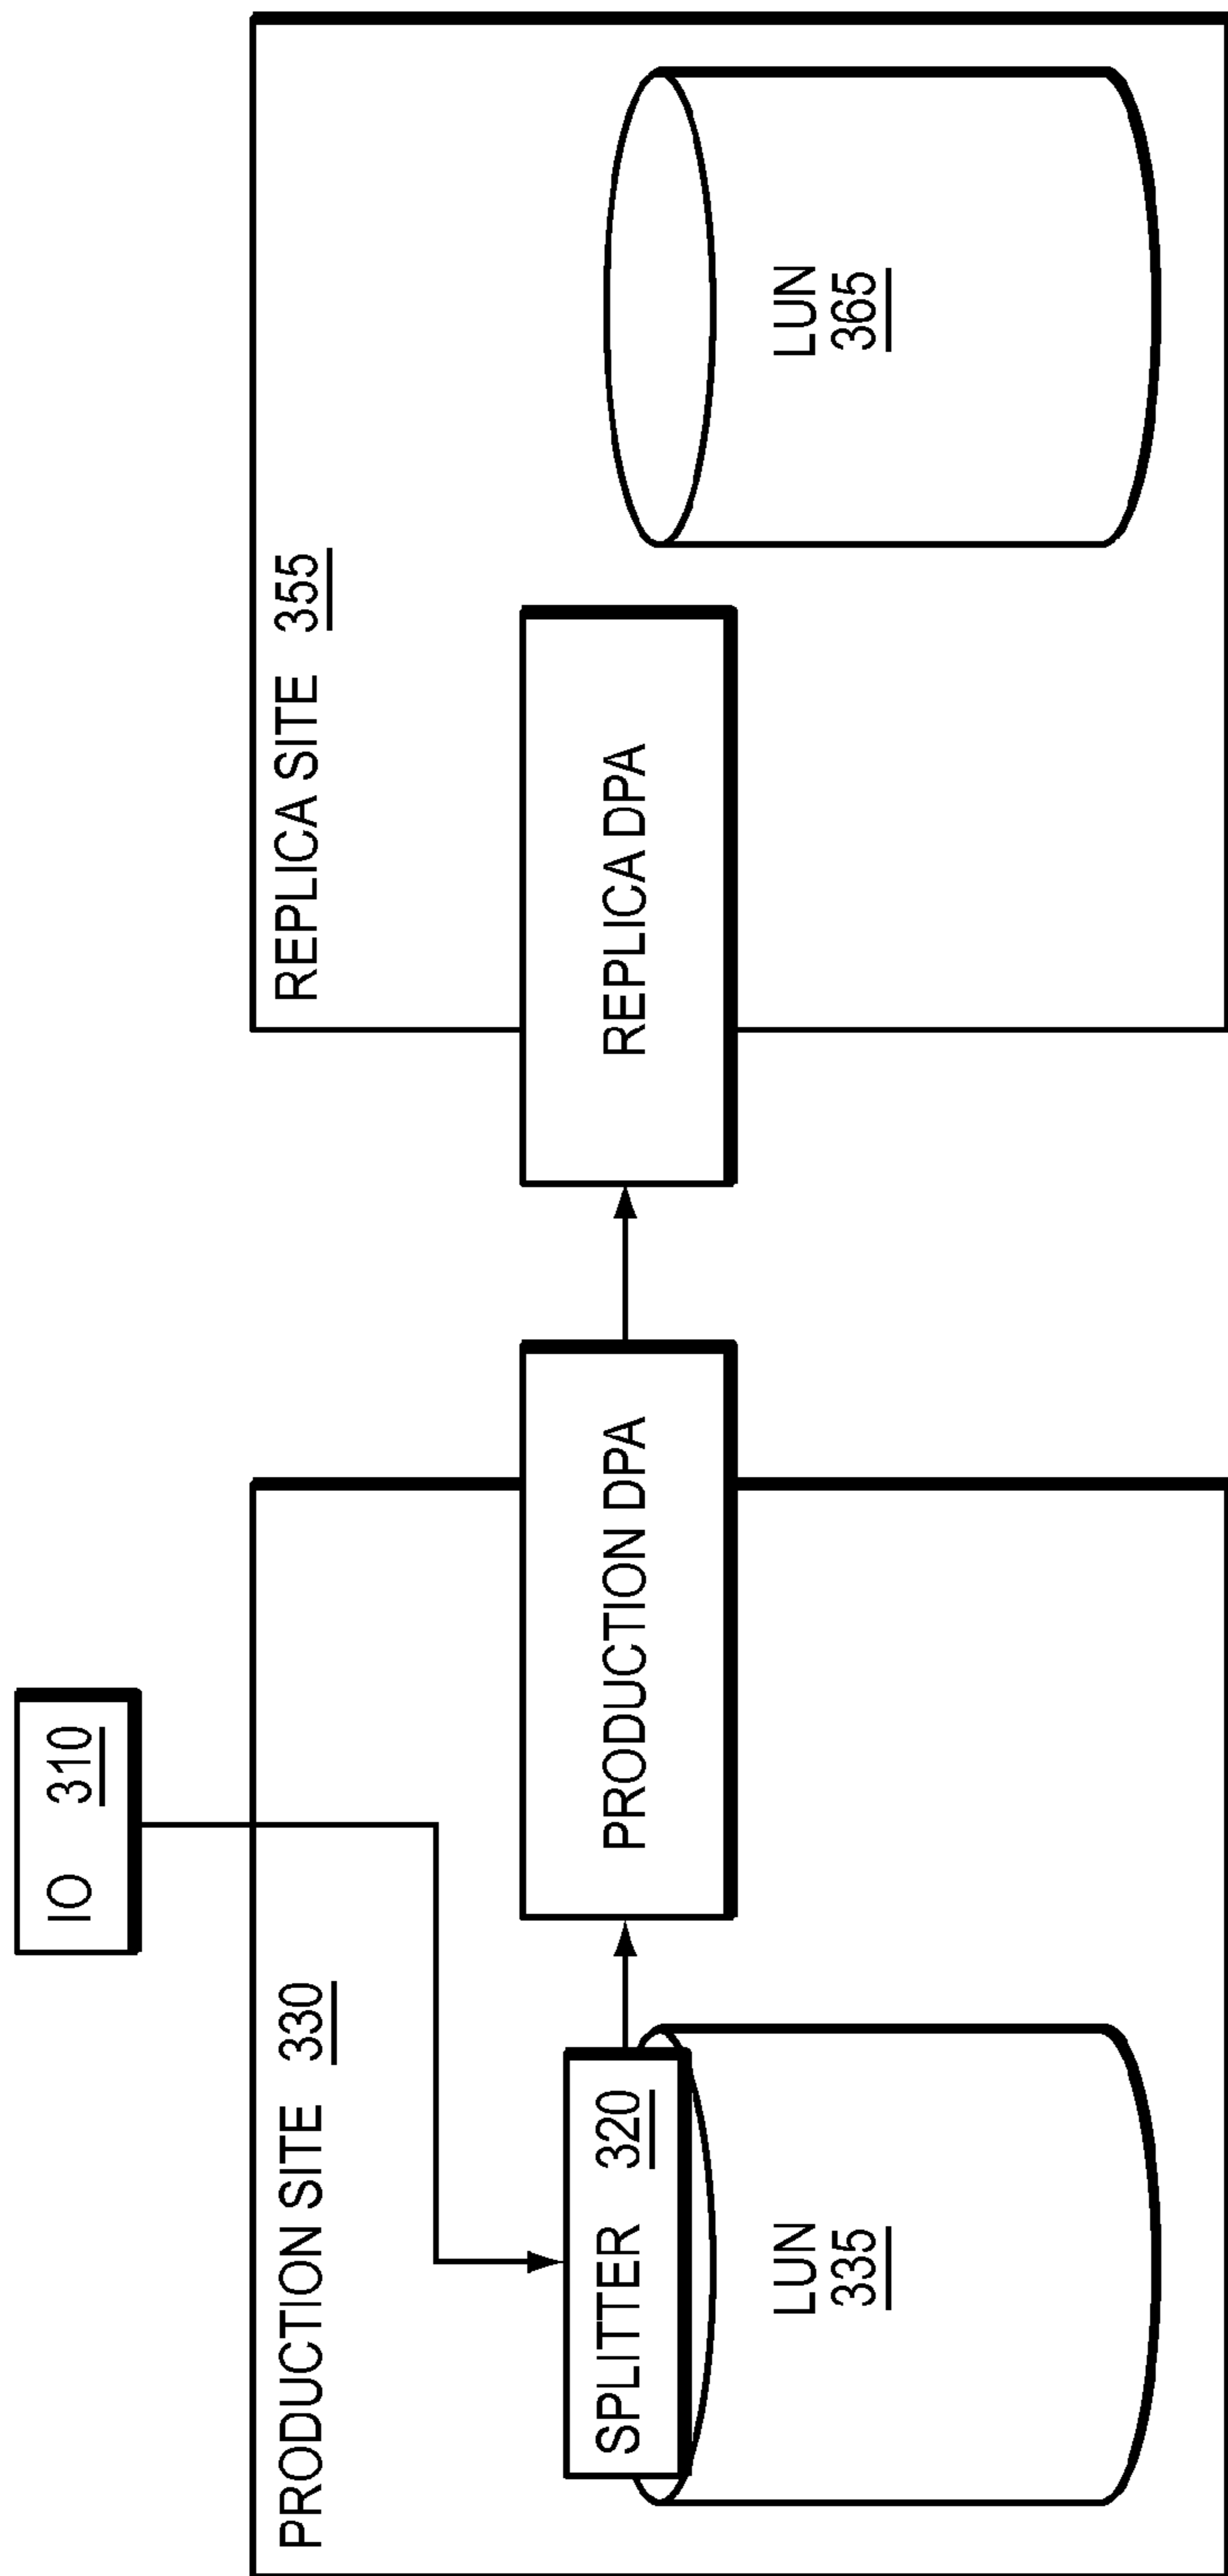 IO 310
PRODUCTION SITE 330
SPLITTER 320
LUN
335
PRODUCTION DPA
REPLICA SITE 355
REPLICA DPA
LUN
365